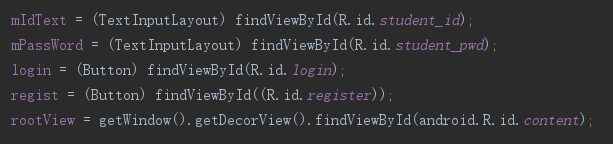 mIdText = (TextInputLayout) findViewById(R.id.student_id);
mPassWord = (TextInputLayout) findViewById(R.id.student_pwd);
login = (Button) findViewById(R.id.login);
regist = (Button) findViewById((R.id.register));
rootView = getWindow().getDecorView().findViewById(android.R.id.content);